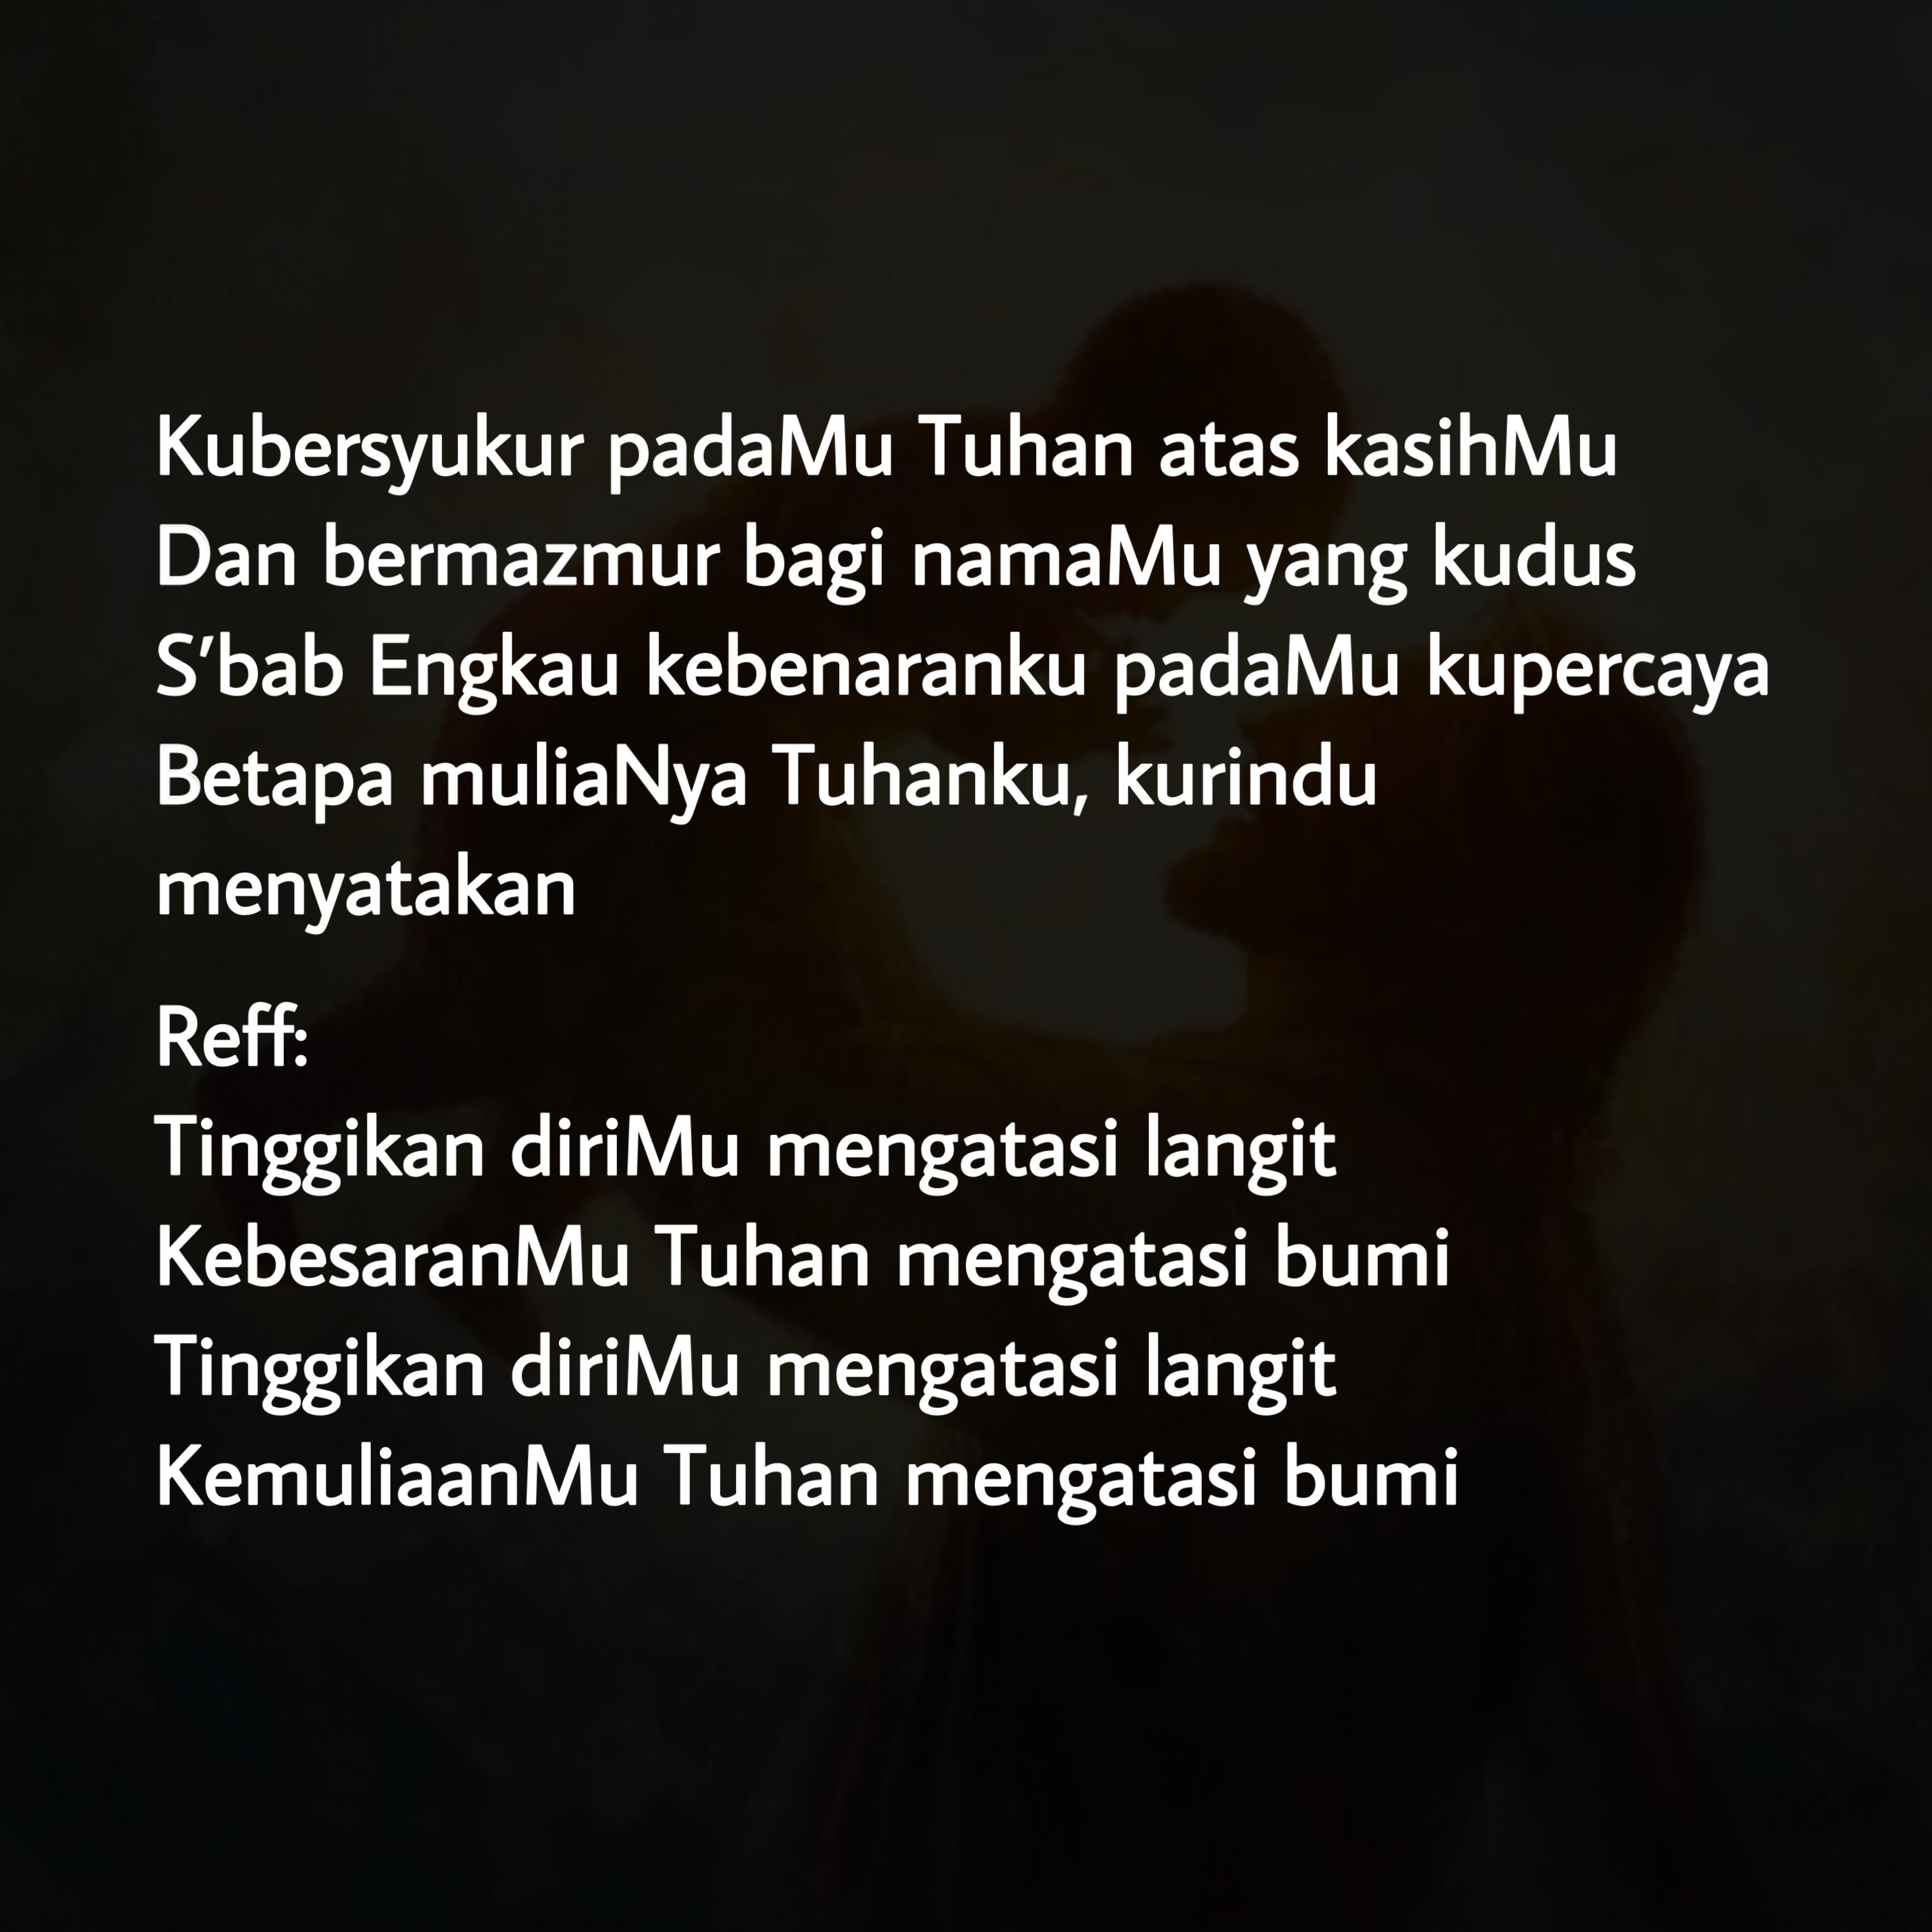 Kubersyukur padaMu Tuhan atas kasihMu
Dan bermazmur bagi namaMu yang kudus
S'bab Engkau kebenaranku padaMu kupercaya
Betapa muliaNya Tuhanku, kurindu
menyatakan
Reff:
Tinggikan diriMu mengatasi langit
KebesaranMu Tuhan mengatasi bumi
Tinggikan diriMu mengatasi langit
KemuliaanMu Tuhan mengatasi bumi